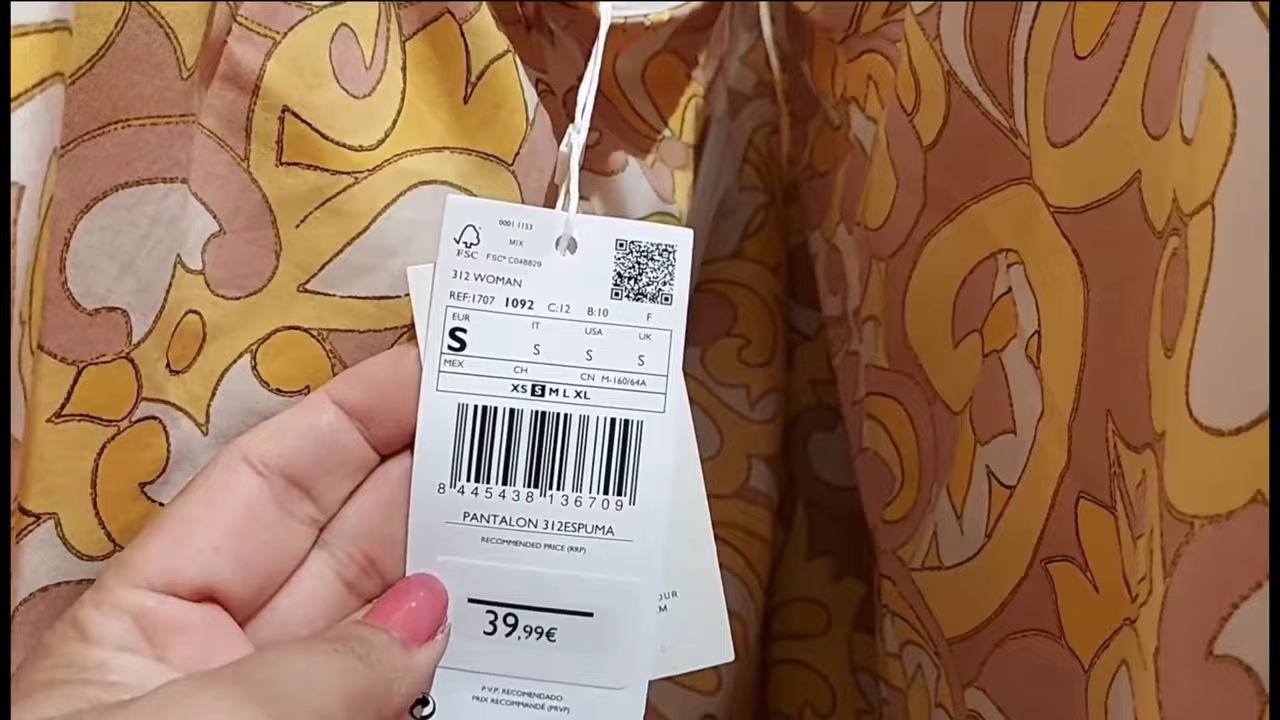 0001 1153
MIX
FSC FSC® C048829
312 WOMAN
REF:1707 1092 C:12 B:10 F
EUR IT USA UK
S S S S
MEX CH CN M-160/64A
XS S M L XL
8 445438 136709
PANTALON 312ESPUMA
RECOMMENDED PRICE (RRP)
39,99€
P.V.P. RECOMENDADO
PRIX RECOMMANDÉ (PRVP)